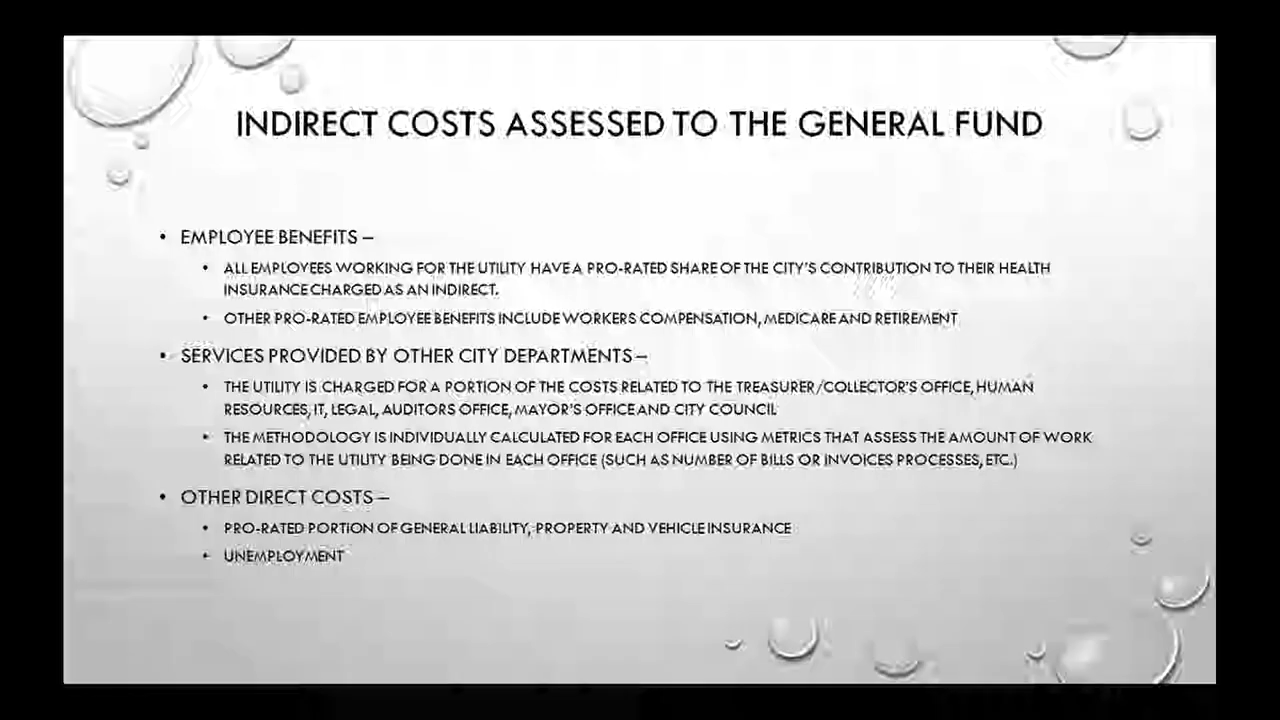 INDIRECT COSTS ASSESSED TO THE GENERAL FUND
• EMPLOYEE BENEFITS –
• ALL EMPLOYEES WORKING FOR THE UTILITY HAVE A PRO-RATED SHARE OF THE CITY'S CONTRIBUTION TO THEIR HEALTH
INSURANCE CHARGED AS AN INDIRECT.
• OTHER PRO-RATED EMPLOYEE BENEFITS INCLUDE WORKERS COMPENSATION, MEDICARE AND RETIREMENT
• SERVICES PROVIDED BY OTHER CITY DEPARTMENTS –
• THE UTILITY IS CHARGED FOR A PORTION OF THE COSTS RELATED TO THE TREASURER/COLLECTOR'S OFFICE, HUMAN
RESOURCES, IT, LEGAL, AUDITORS OFFICE, MAYOR'S OFFICE AND CITY COUNCIL
• THE METHODOLOGY IS INDIVIDUALLY CALCULATED FOR EACH OFFICE USING METRICS THAT ASSESS THE AMOUNT OF WORK
RELATED TO THE UTILITY BEING DONE IN EACH OFFICE (SUCH AS NUMBER OF BILLS OR INVOICES PROCESSES, ETC.)
• OTHER DIRECT COSTS –
• PRO-RATED PORTION OF GENERAL LIABILITY, PROPERTY AND VEHICLE INSURANCE
• UNEMPLOYMENT